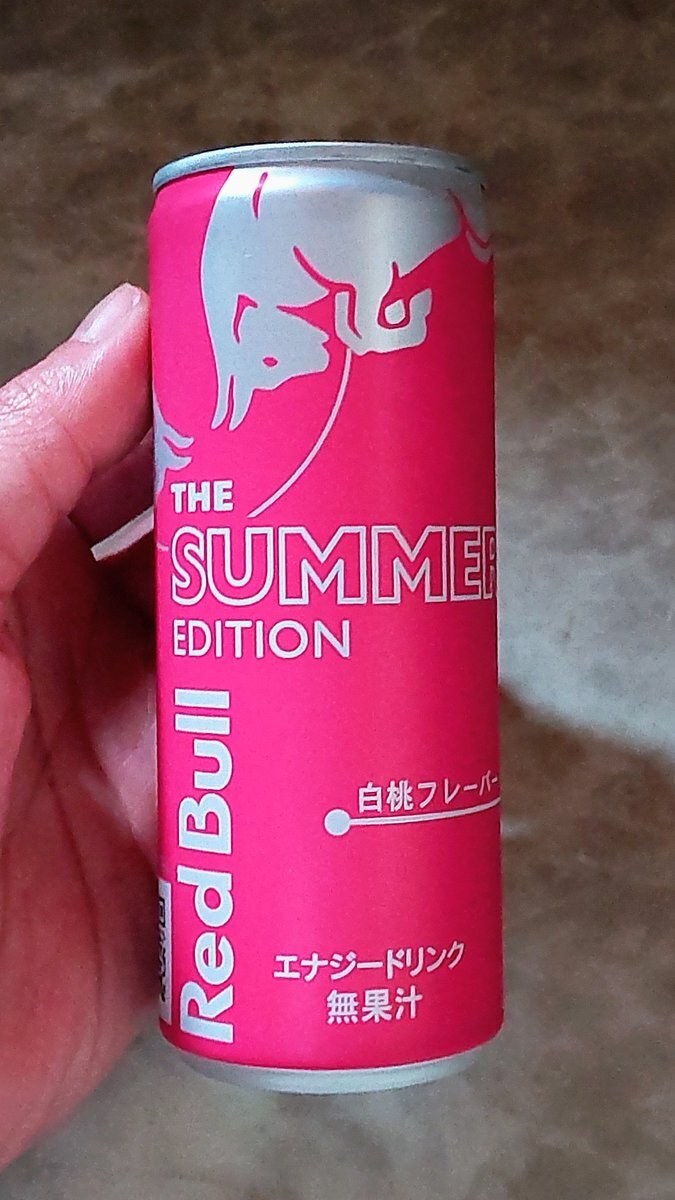 THE
SUMMER
EDITION
Red Bull
白桃フレーバー
エナジードリンク
無果汁